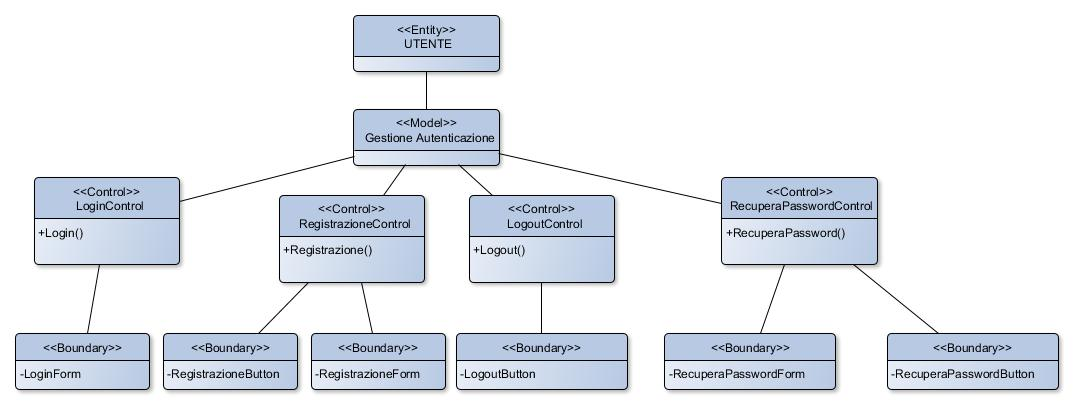 <<Entity>>
UTENTE
<<Model>>
Gestione Autenticazione
<<Control>>
LoginControl
+Login()
<<Control>>
RegistrazioneControl
+Registrazione()
<<Control>>
LogoutControl
+Logout()
<<Control>>
RecuperaPasswordControl
+RecuperaPassword()
<<Boundary>>
-LoginForm
<<Boundary>>
-RegistrazioneButton
<<Boundary>>
-RegistrazioneForm
<<Boundary>>
-LogoutButton
<<Boundary>>
-RecuperaPasswordForm
<<Boundary>>
-RecuperaPasswordButton